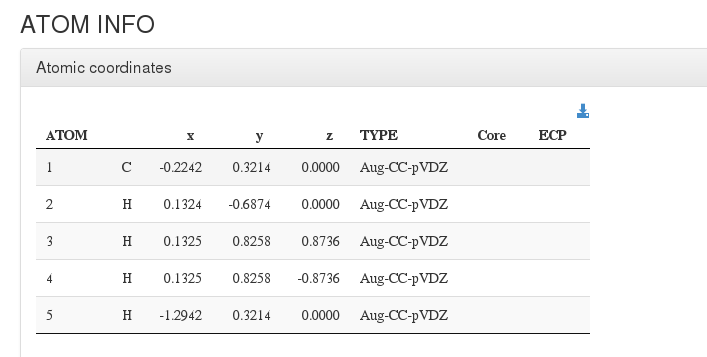 ATOM INFO
Atomic coordinates
ATOM x y z TYPE Core ECP
1 C -0.2242 0.3214 0.0000 Aug-CC-pVDZ
2 H 0.1324 -0.6874 0.0000 Aug-CC-pVDZ
3 H 0.1325 0.8258 0.8736 Aug-CC-pVDZ
4 H 0.1325 0.8258 -0.8736 Aug-CC-pVDZ
5 H -1.2942 0.3214 0.0000 Aug-CC-pVDZ